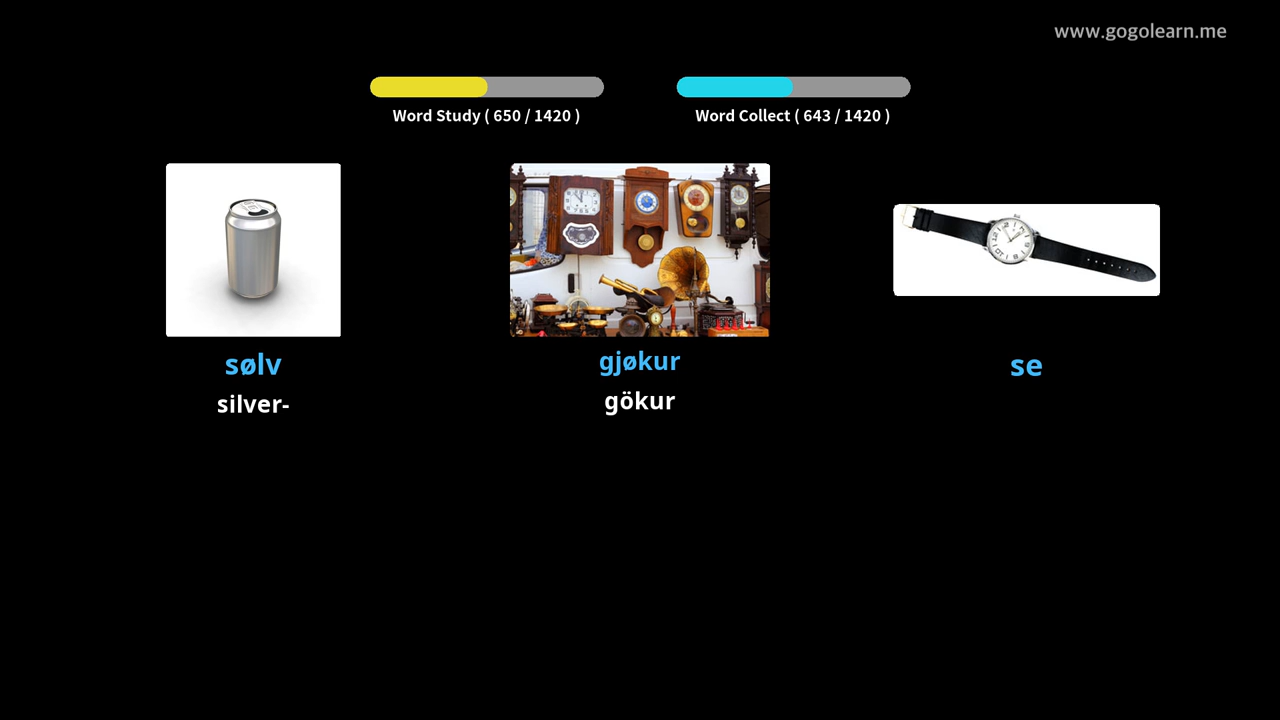 www.gogolearn.me
Word Study ( 650 / 1420 )
Word Collect ( 643 / 1420 )
sølv
silver-
gjøkur
gökur
se